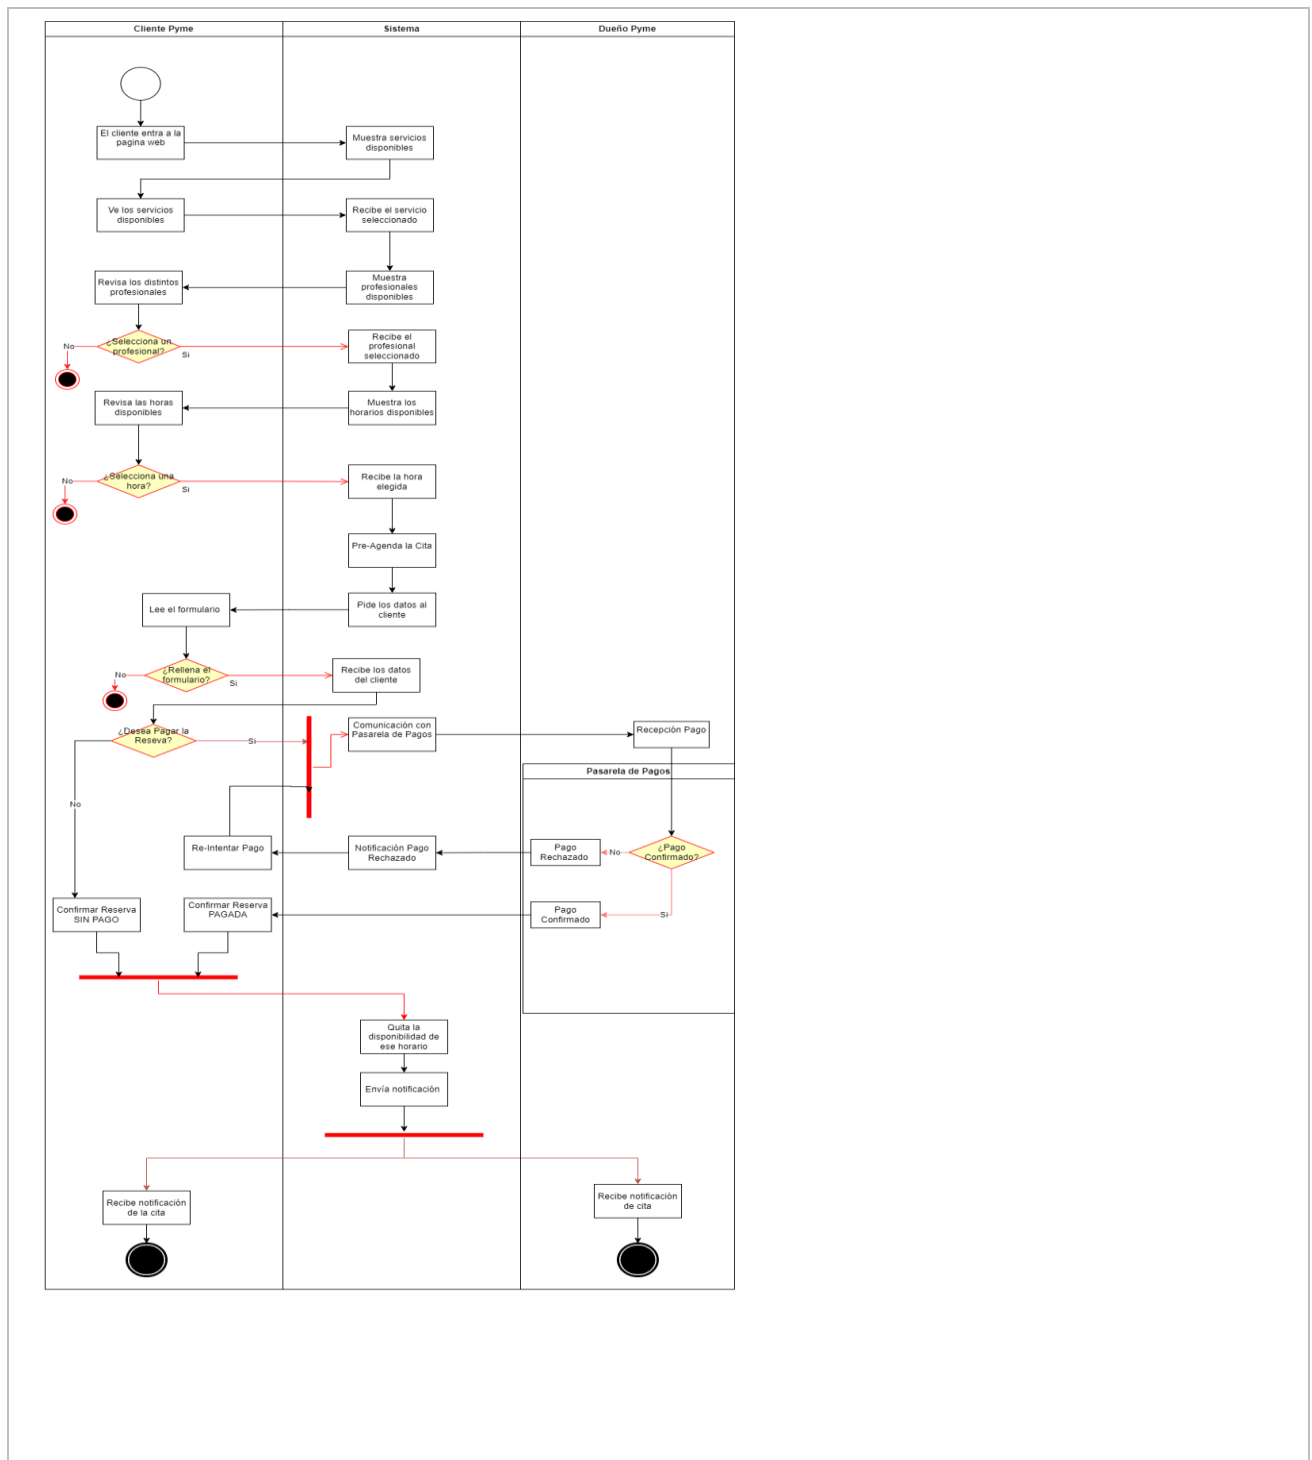 Cliente Pyme
Sistema
Dueño Pyme
El cliente entra a la
pagina web
Muestra servicios
disponibles
Ve los servicios
disponibles
Recibe el servicio
seleccionado
Revisa los distintos
profesionales
Muestra
profesionales
disponibles
¿Selecciona un
profesional?
No
Si
Recibe el
profesional
seleccionado
Revisa las horas
disponibles
Muestra los
horarios disponibles
¿Selecciona una
hora?
No
Si
Recibe la hora
elegida
Pre-Agenda la Cita
Lee el formulario
Pide los datos al
cliente
¿Rellena el
formulario?
No
Si
Recibe los datos
del cliente
¿Desea Pagar la
Reseva?
Si
No
Comunicación con
Pasarela de Pagos
Recepción Pago
Pasarela de Pagos
Re-Intentar Pago
Notificación Pago
Rechazado
Pago
Rechazado
No
¿Pago
Confirmado?
Confirmar Reserva
SIN PAGO
Confirmar Reserva
PAGADA
Pago
Confirmado
Si
Quita la
disponibilidad de
ese horario
Envía notificación
Recibe notificación
de la cita
Recibe notificación
de cita